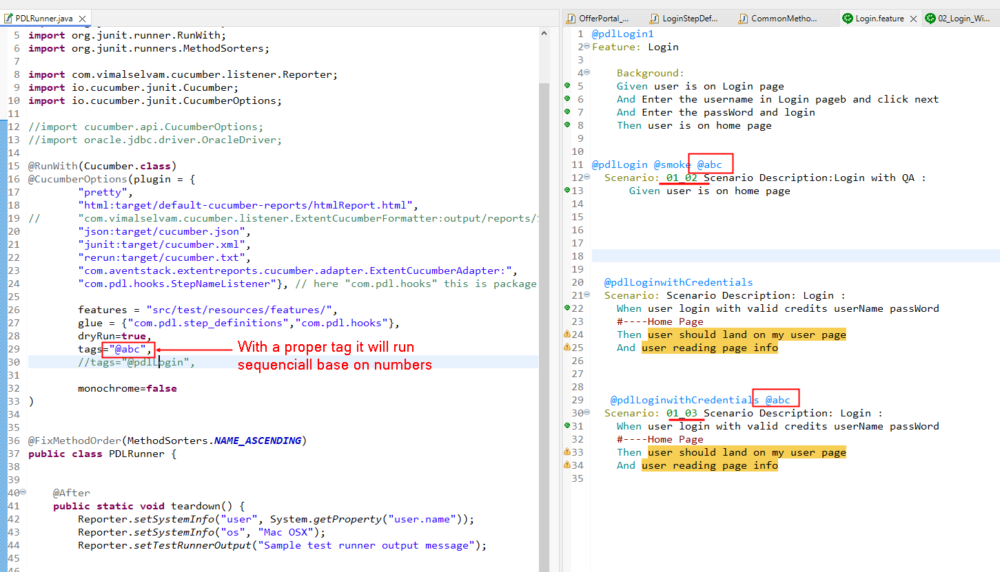 PDLRunner.java
5 import org.junit.runner.RunWith;
6 import org.junit.runners.MethodSorters;
7
8 import com.vimalselvam.cucumber.listener.Reporter;
9 import io.cucumber.junit.Cucumber;
10 import io.cucumber.junit.CucumberOptions;
11
12 //import cucumber.api.CucumberOptions;
13 //import oracle.jdbc.driver.OracleDriver;
14
15 @RunWith(Cucumber.class)
16 @CucumberOptions(plugin = {
17 "pretty",
18 "html:target/default-cucumber-reports/htmlReport.html",
19 // "com.vimalselvam.cucumber.listener.ExtentCucumberFormatter:output/reports/
20 "json:target/cucumber.json",
21 "junit:target/cucumber.xml",
22 "rerun:target/cucumber.txt",
23 "com.aventstack.extentreports.cucumber.adapter.ExtentCucumberAdapter:",
24 "com.pdl.hooks.StepNameListener"}, // here "com.pdl.hooks" this is package
25
26 features = "src/test/resources/features/",
27 glue = {"com.pdl.step_definitions","com.pdl.hooks"},
28 dryRun=true,
29 tags="@abc",
30 //tags="@pdlLogin",
31
32 monochrome=false
33 )
34
35
36 @FixMethodOrder(MethodSorters.NAME_ASCENDING)
37 public class PDLRunner {
38
39
40 @After
41 public static void teardown() {
42 Reporter.setSystemInfo("user", System.getProperty("user.name"));
43 Reporter.setSystemInfo("os", "Mac OSX");
44 Reporter.setTestRunnerOutput("Sample test runner output message");
45
46
With a proper tag it will run
sequenciall base on numbers
OfferPortal_... LoginStepDef... CommonMetho... Login.feature 02_Login_Wi...
1 @pdlLogin1
2 Feature: Login
3
4 Background:
5 Given user is on Login page
6 And Enter the username in Login pageb and click next
7 And Enter the passWord and login
8 Then user is on home page
9
10
11 @pdlLogin @smoke @abc
12 Scenario: 01_02 Scenario Description:Login with QA :
13 Given user is on home page
14
15
16
17
18
19
20 @pdlLoginwithCredentials
21 Scenario: Scenario Description: Login :
22 When user login with valid credits userName passWord
23 #----Home Page
24 Then user should land on my user page
25 And user reading page info
26
27
28
29 @pdlLoginwithCredentials @abc
30 Scenario: 01_03 Scenario Description: Login :
31 When user login with valid credits userName passWord
32 #----Home Page
33 Then user should land on my user page
34 And user reading page info
35